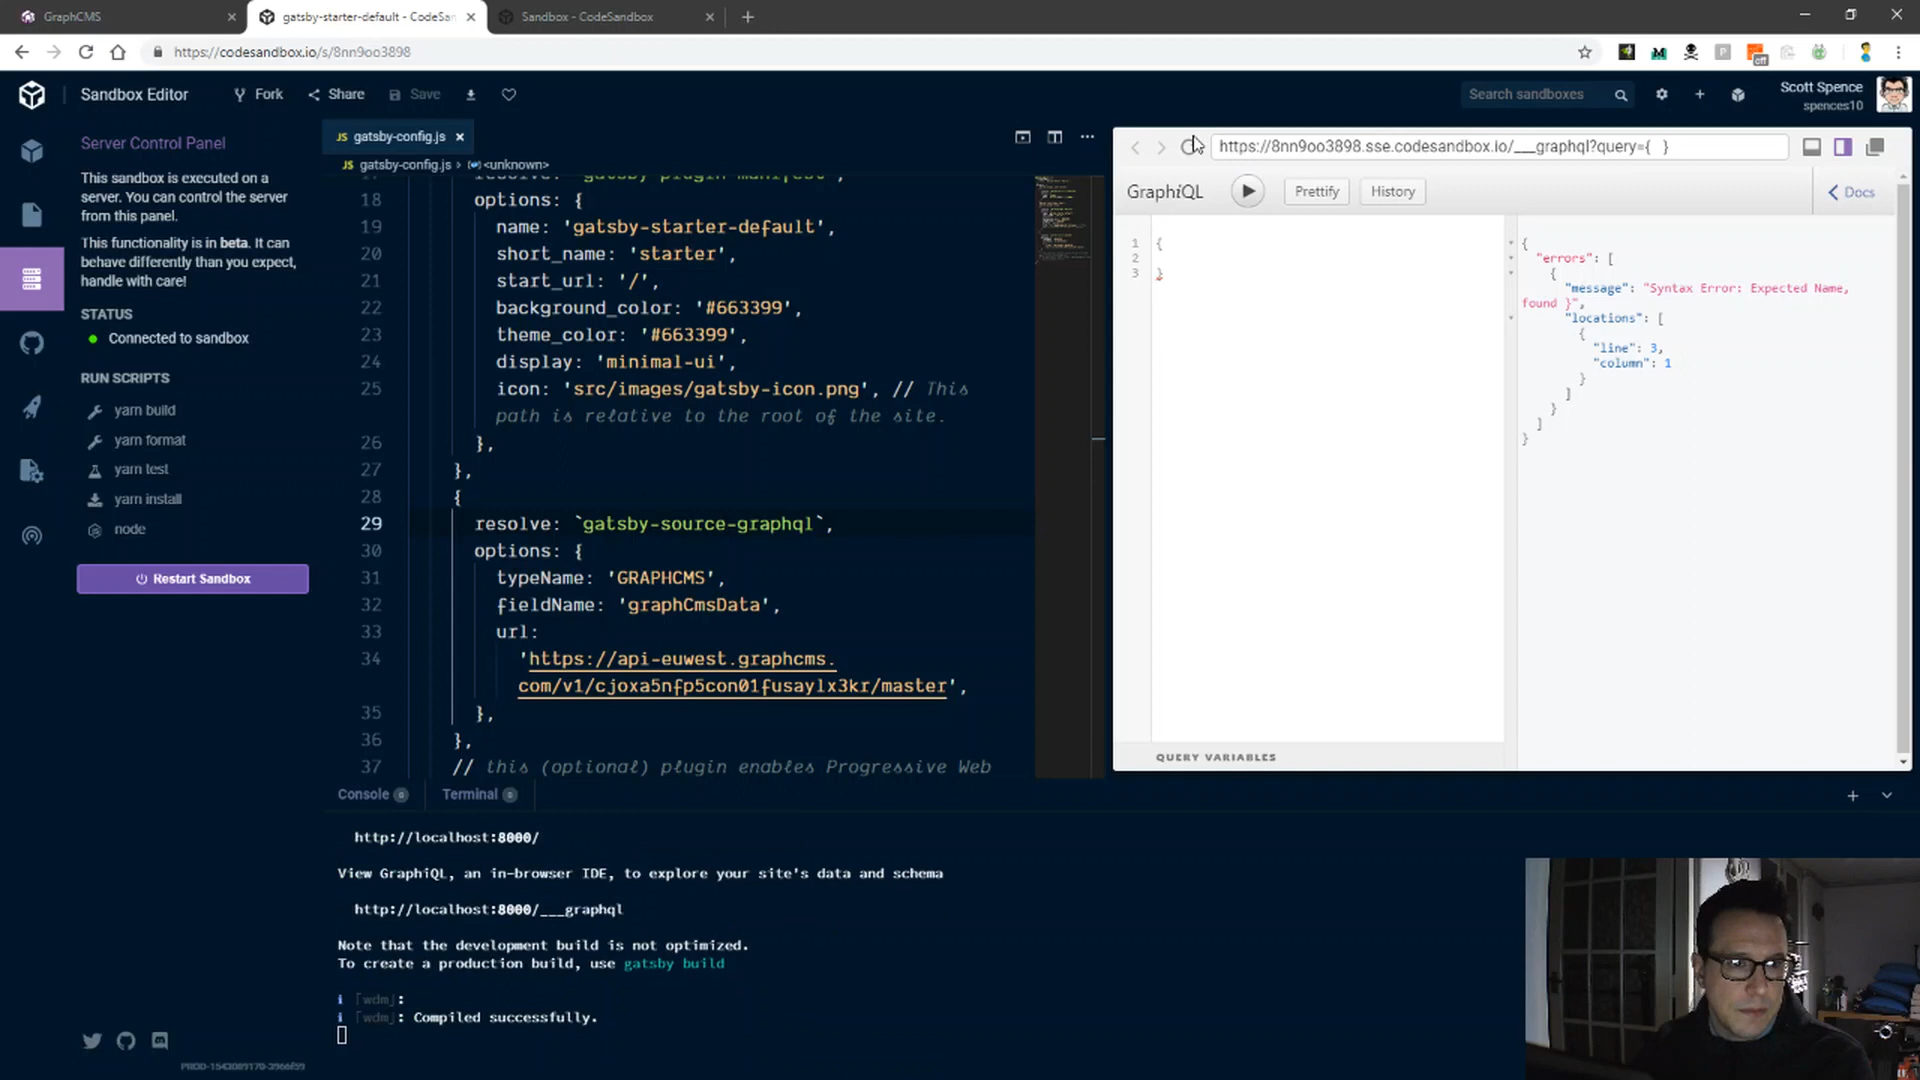 GraphCMS
gatsby-starter-default - CodeSan
Sandbox - CodeSandbox
https://codesandbox.io/s/8nn9oo3898
off
Sandbox Editor
Fork
Share
Save
Search sandboxes
Scott Spence
spences10
Server Control Panel
This sandbox is executed on a
server. You can control the server
from this panel.
This functionality is in beta. It can
behave differently than you expect,
handle with care!
STATUS
Connected to sandbox
RUN SCRIPTS
yarn build
yarn format
yarn test
yarn install
node
Restart Sandbox
JS gatsby-config.js
JS gatsby-config.js > <unknown>
resolve: 'gatsby-plugin-manifest',
18 options: {
19 name: 'gatsby-starter-default',
20 short_name: 'starter',
21 start_url: '/',
22 background_color: '#663399',
23 theme_color: '#663399',
24 display: 'minimal-ui',
25 icon: 'src/images/gatsby-icon.png', // This
path is relative to the root of the site.
26 },
27 },
28 {
29 resolve: `gatsby-source-graphql`,
30 options: {
31 typeName: 'GRAPHCMS',
32 fieldName: 'graphCmsData',
33 url:
34 'https://api-euwest.graphcms.
com/v1/cjoxa5nfp5con01fusaylx3kr/master',
35 },
36 },
37 // this (optional) plugin enables Progressive Web
https://8nn9oo3898.sse.codesandbox.io/___graphql?query={ }
GraphiQL
Prettify
History
Docs
1 {
2
3 }
{
"errors": [
{
"message": "Syntax Error: Expected Name,
found }",
"locations": [
{
"line": 3,
"column": 1
}
]
}
]
}
QUERY VARIABLES
Console 0
Terminal 0
http://localhost:8000/
View GraphiQL, an in-browser IDE, to explore your site's data and schema
http://localhost:8000/___graphql
Note that the development build is not optimized.
To create a production build, use gatsby build
i ｢wdm｣:
i ｢wdm｣: Compiled successfully.